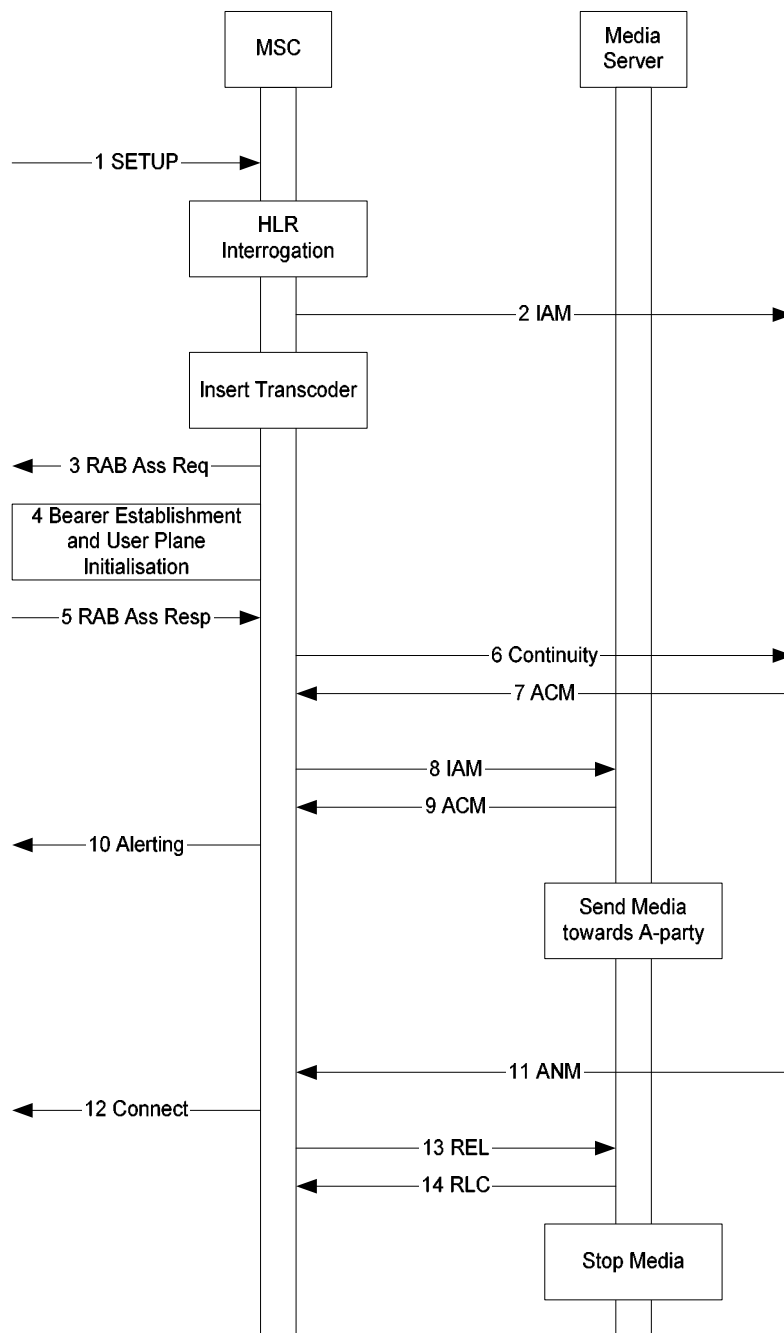 MSC
Media
Server
1 SETUP
HLR
Interrogation
2 IAM
Insert Transcoder
3 RAB Ass Req
4 Bearer Establishment
and User Plane
Initialisation
5 RAB Ass Resp
6 Continuity
7 ACM
8 IAM
9 ACM
10 Alerting
Send Media
towards A-party
11 ANM
12 Connect
13 REL
14 RLC
Stop Media